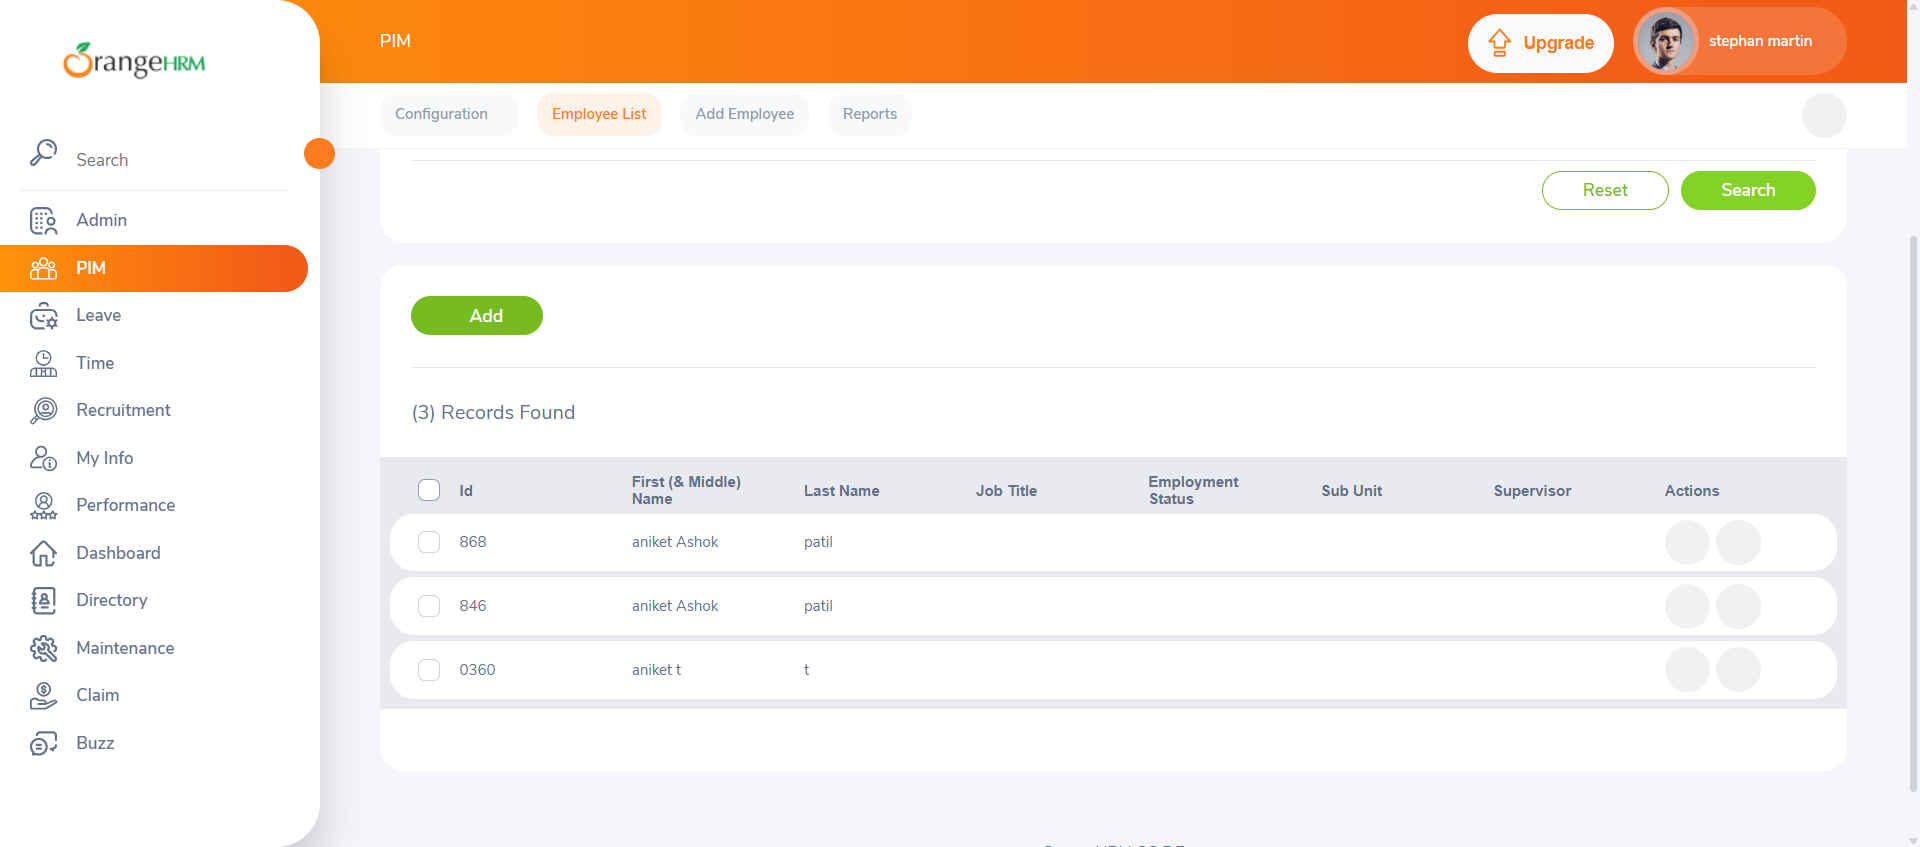 OrangeHRM
PIM
Upgrade
stephan martin
Configuration
Employee List
Add Employee
Reports
Search
Admin
PIM
Leave
Time
Recruitment
My Info
Performance
Dashboard
Directory
Maintenance
Claim
Buzz
Reset
Search
Add
(3) Records Found
Id First (& Middle) Name Last Name Job Title Employment Status Sub Unit Supervisor Actions
868 aniket Ashok patil
846 aniket Ashok patil
0360 aniket t t